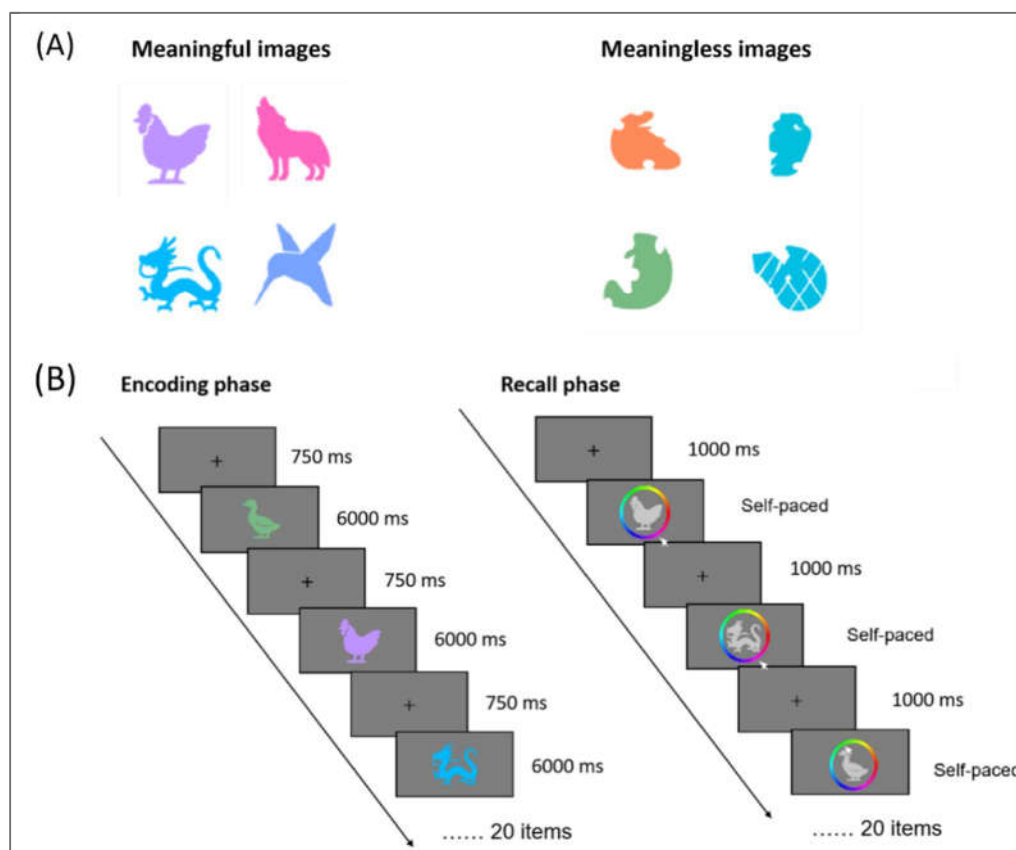 (A)
Meaningful images
Meaningless images
(B)
Encoding phase
750 ms
6000 ms
750 ms
6000 ms
750 ms
6000 ms
...... 20 items
Recall phase
1000 ms
Self-paced
1000 ms
Self-paced
1000 ms
Self-paced
...... 20 items